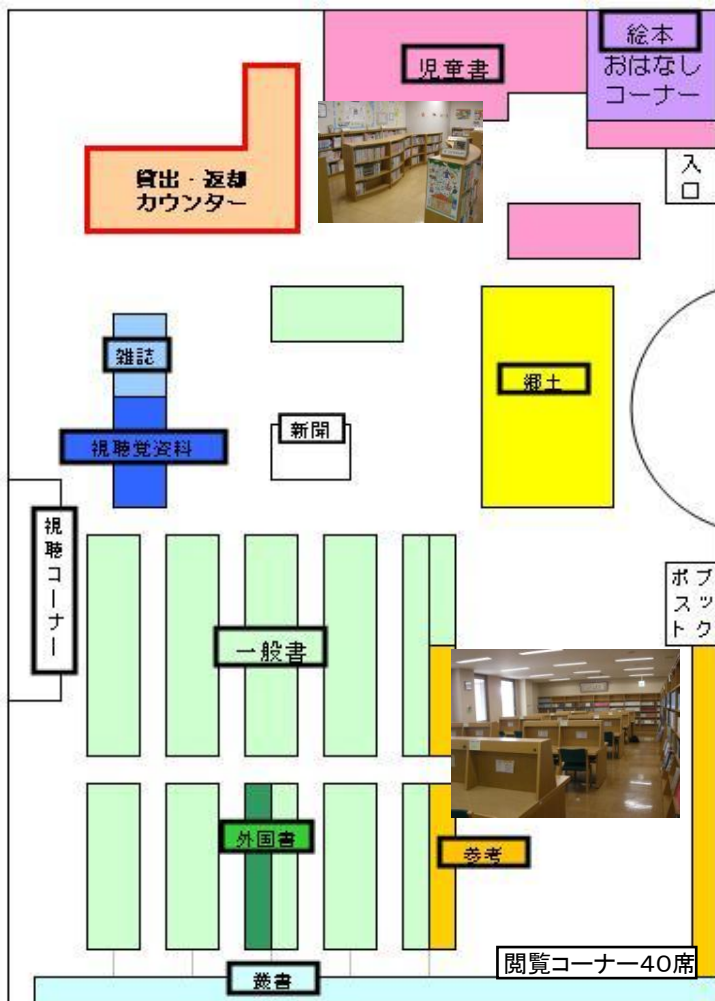 絵本
おはなし
コーナー
児童書
入口
貸出・返却
カウンター
雑誌
郷土
新聞
視聴覚資料
視聴コーナー
ブック
ポスト
一般書
外国書
参考
閲覧コーナー40席
叢書